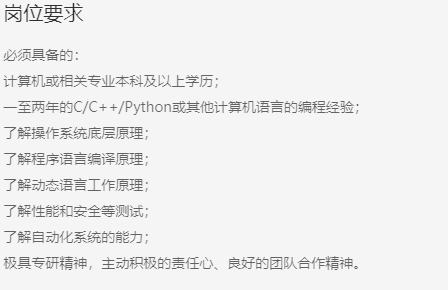 岗位要求
必须具备的：
计算机或相关专业本科及以上学历；
一至两年的C/C++/Python或其他计算机语言的编程经验；
了解操作系统底层原理；
了解程序语言编译原理；
了解动态语言工作原理；
了解性能和安全等测试；
了解自动化系统的能力；
极具专研精神，主动积极的责任心、良好的团队合作精神。